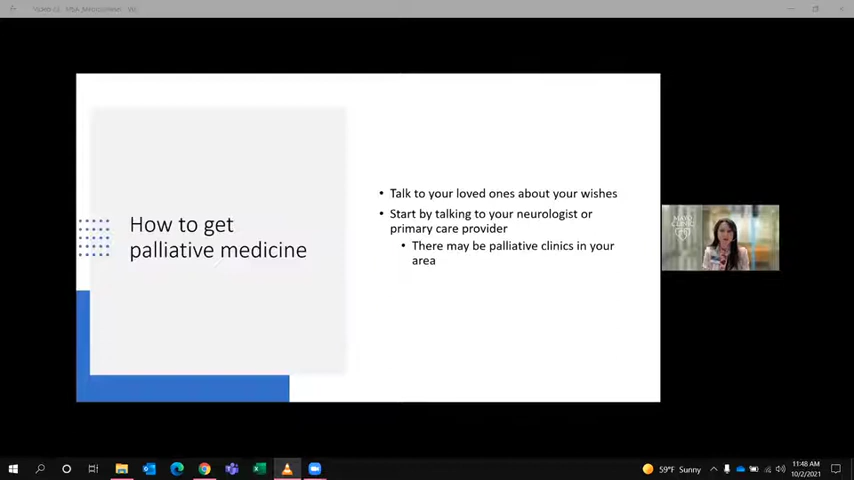 How to get
palliative medicine
• Talk to your loved ones about your wishes
• Start by talking to your neurologist or
primary care provider
• There may be palliative clinics in your
area
MAYO
CLINIC
59°F Sunny
11:48 AM
10/2/2021